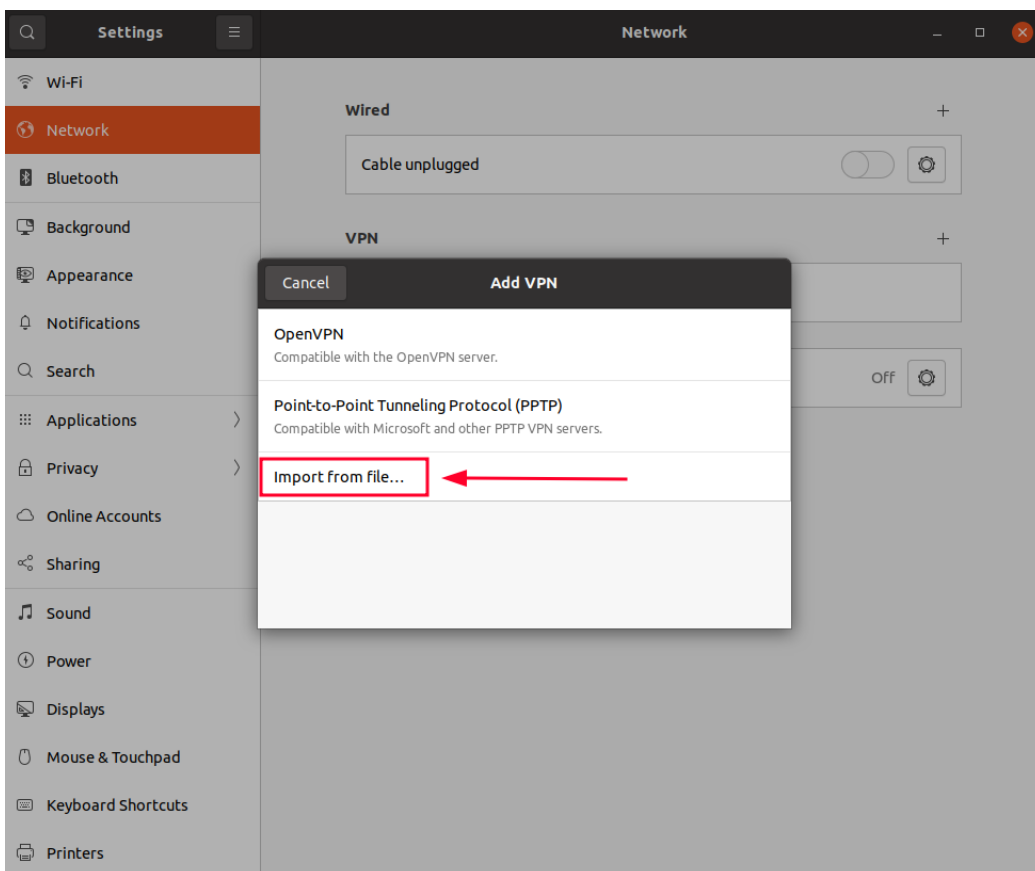 Settings
Network
Wi-Fi
Network
Bluetooth
Background
Appearance
Notifications
Search
Applications
Privacy
Online Accounts
Sharing
Sound
Power
Displays
Mouse & Touchpad
Keyboard Shortcuts
Printers
Wired
Cable unplugged
VPN
Off
Cancel
Add VPN
OpenVPN
Compatible with the OpenVPN server.
Point-to-Point Tunneling Protocol (PPTP)
Compatible with Microsoft and other PPTP VPN servers.
Import from file…